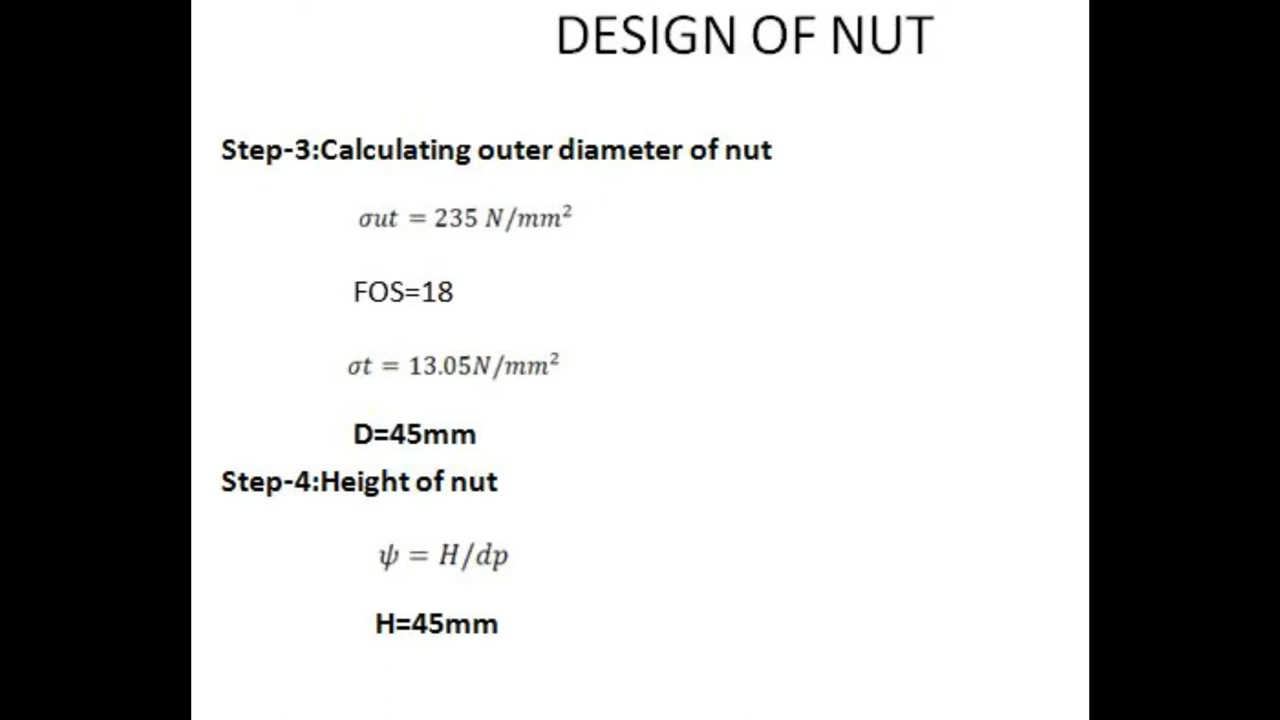 DESIGN OF NUT
Step-3:Calculating outer diameter of nut
σut = 235 N/mm²
FOS=18
σt = 13.05N/mm²
D=45mm
Step-4:Height of nut
ψ = H/dp
H=45mm